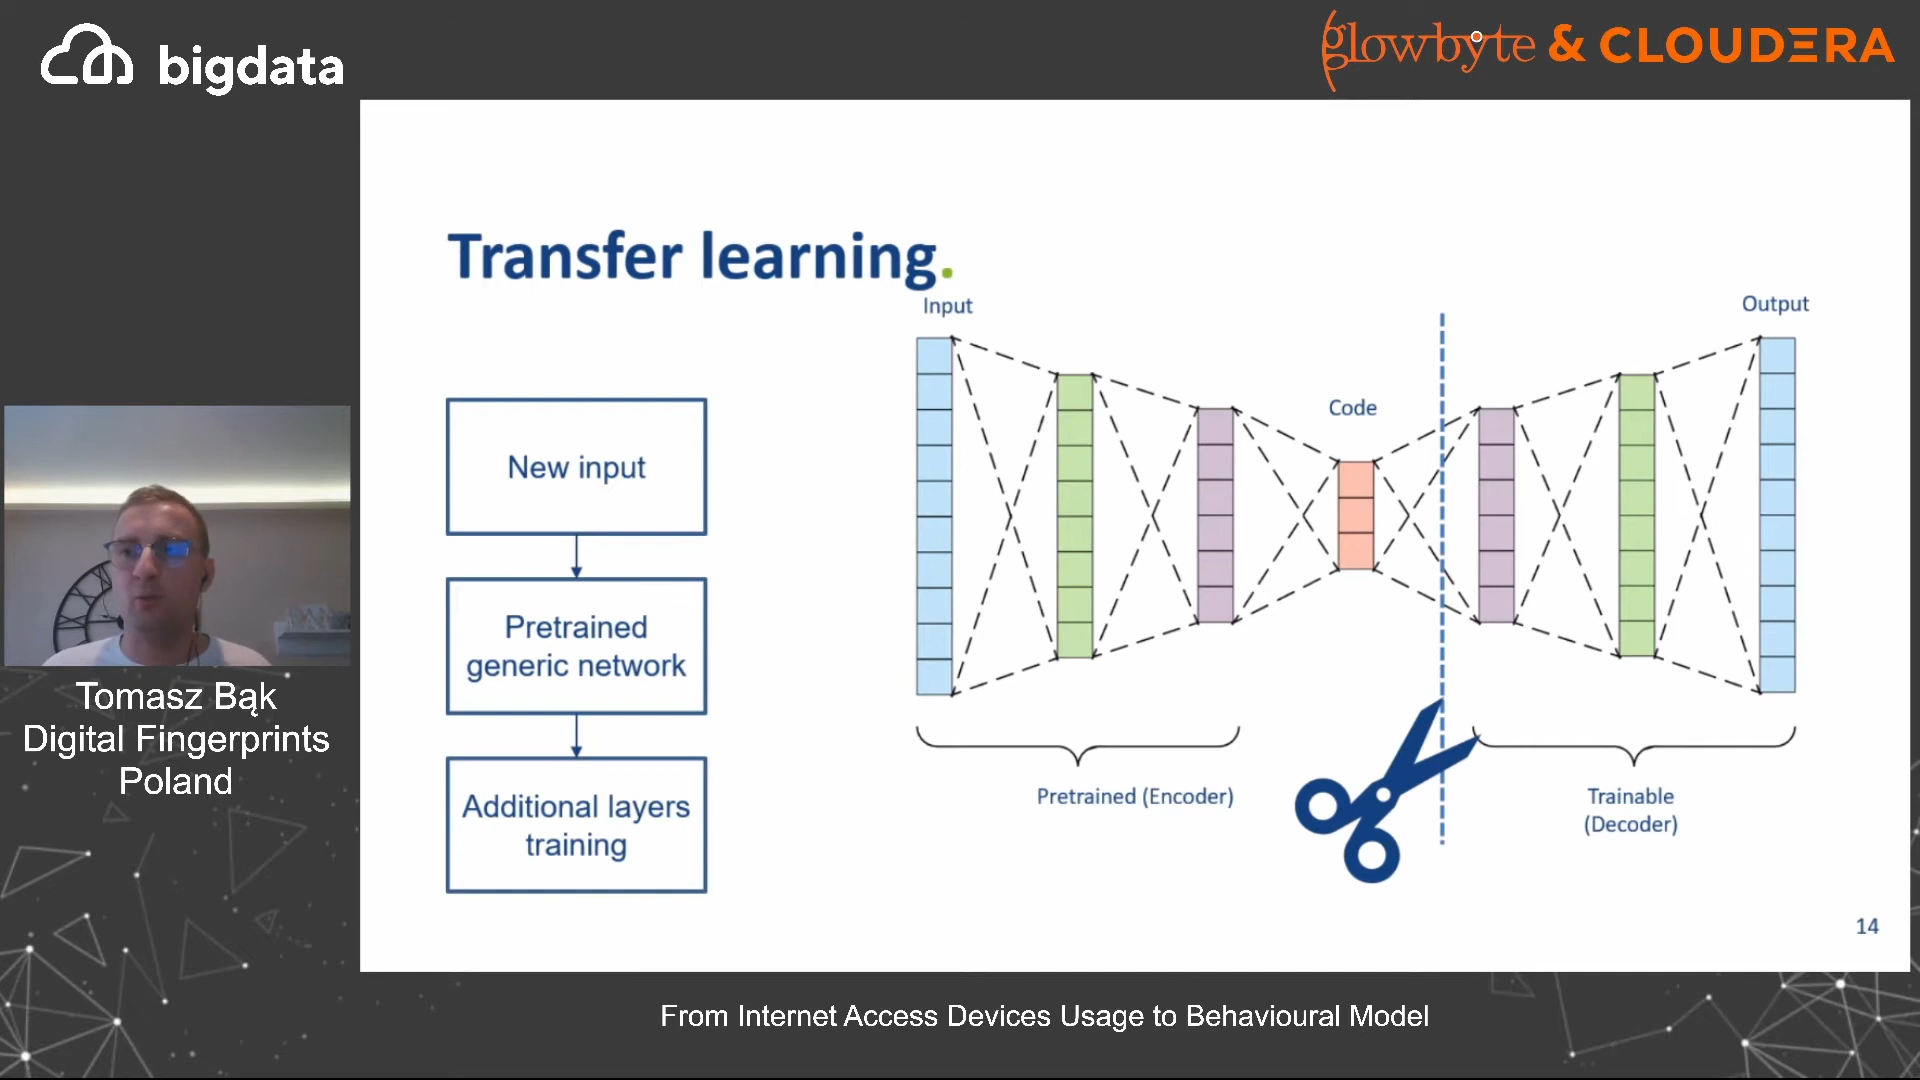 bigdata
glowbyte & CLOUDERA
Transfer learning.
Input
Output
Code
New input
Pretrained
generic network
Additional layers
training
Pretrained (Encoder)
Trainable
(Decoder)
14
Tomasz Bąk
Digital Fingerprints
Poland
From Internet Access Devices Usage to Behavioural Model